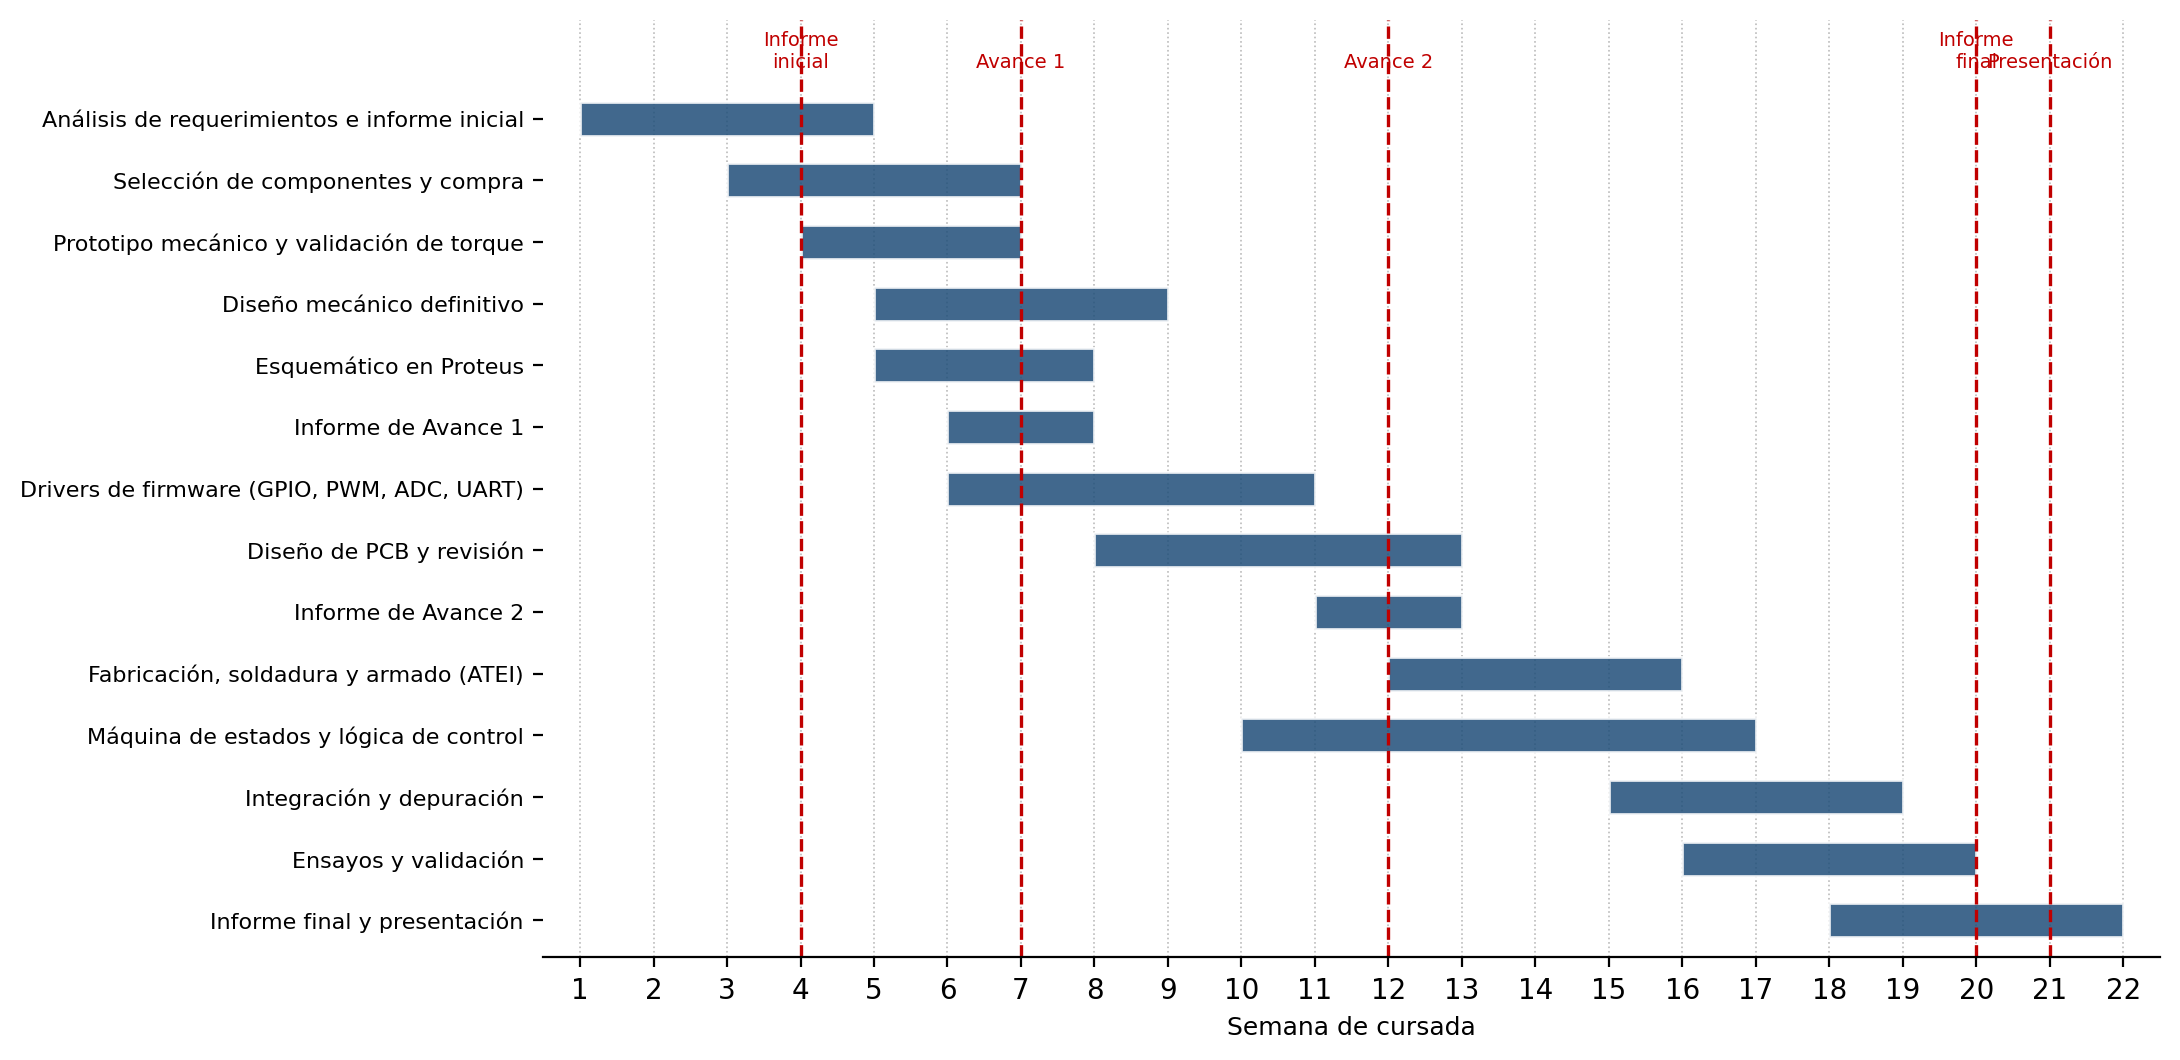 Informe
inicial
Avance 1
Avance 2
Informe
final
Presentación
Análisis de requerimientos e informe inicial
Selección de componentes y compra
Prototipo mecánico y validación de torque
Diseño mecánico definitivo
Esquemático en Proteus
Informe de Avance 1
Drivers de firmware (GPIO, PWM, ADC, UART)
Diseño de PCB y revisión
Informe de Avance 2
Fabricación, soldadura y armado (ATEI)
Máquina de estados y lógica de control
Integración y depuración
Ensayos y validación
Informe final y presentación
1 2 3 4 5 6 7 8 9 10 11 12 13 14 15 16 17 18 19 20 21 22
Semana de cursada